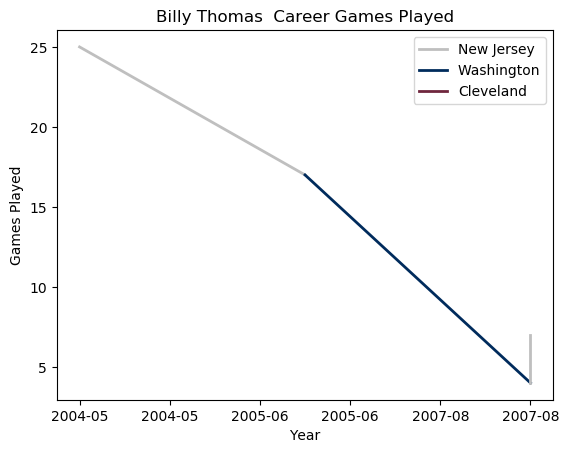 Billy Thomas  Career Games Played
New Jersey
Washington
Cleveland
25
20
15
10
5
Games Played
2004-05 2004-05 2005-06 2005-06 2007-08 2007-08
Year